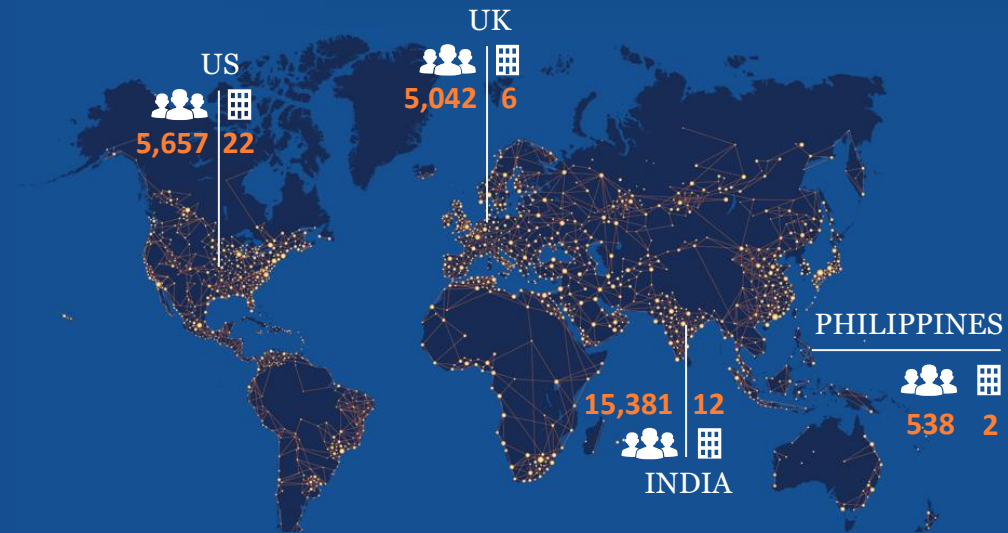 UK
5,042 6
US
5,657 22
PHILIPPINES
538 2
15,381 12
INDIA